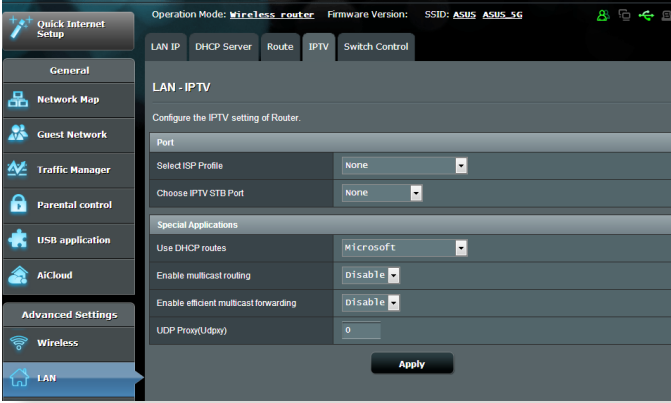 Quick Internet
Setup
Operation Mode: Wireless router Firmware Version: SSID: ASUS ASUS_5G
LAN IP DHCP Server Route IPTV Switch Control
General
Network Map
Guest Network
Traffic Manager
Parental control
USB application
AiCloud
Advanced Settings
Wireless
LAN
LAN - IPTV
Configure the IPTV setting of Router.
Port
Select ISP Profile None
Choose IPTV STB Port None
Special Applications
Use DHCP routes Microsoft
Enable multicast routing Disable
Enable efficient multicast forwarding Disable
UDP Proxy(Udpxy) 0
Apply